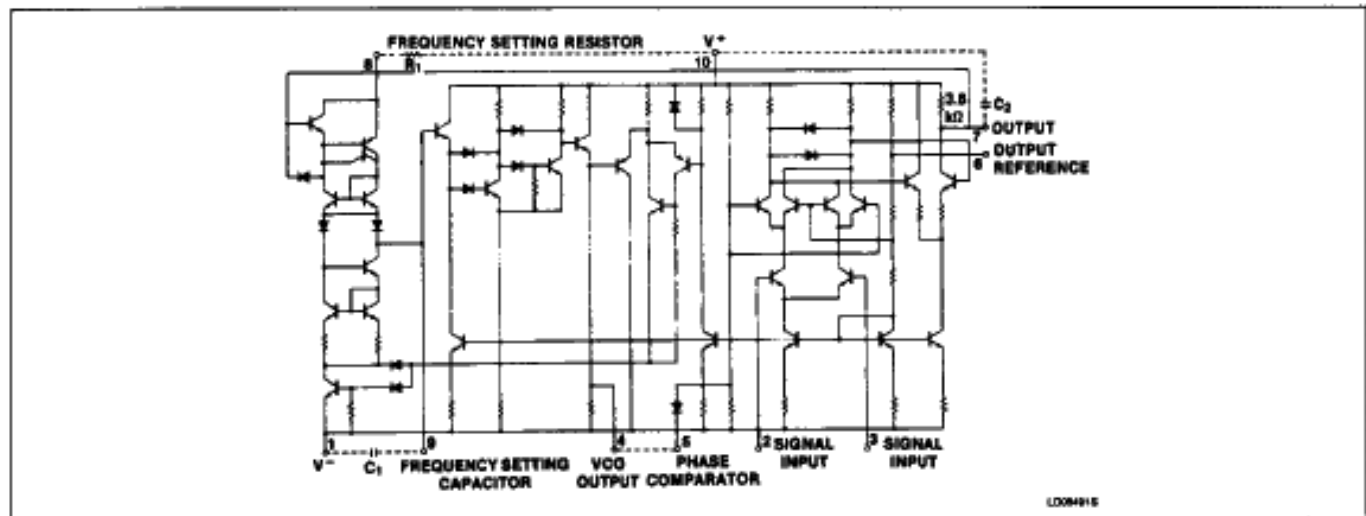 FREQUENCY SETTING RESISTOR
V+
8
R1
10
3.6
kΩ
C2
OUTPUT
7
OUTPUT
REFERENCE
6
1
9
4
5
2
SIGNAL
INPUT
3
SIGNAL
INPUT
V−
C1
FREQUENCY SETTING
CAPACITOR
VCO
OUTPUT
PHASE
COMPARATOR